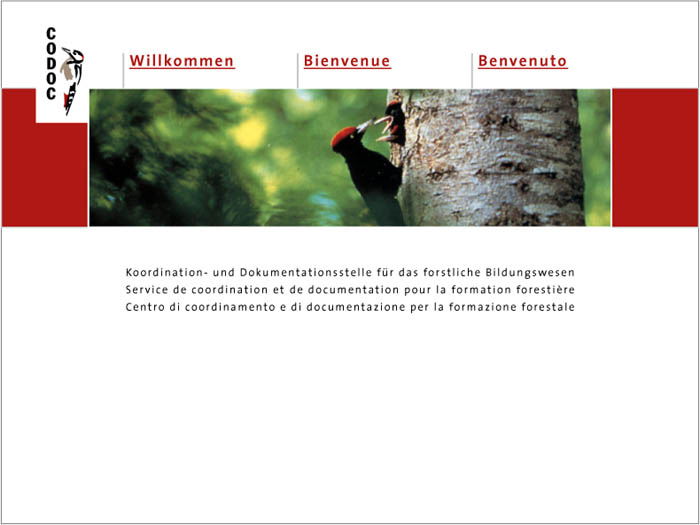 CODOC
Willkommen Bienvenue Benvenuto
Koordination- und Dokumentationsstelle für das forstliche Bildungswesen
Service de coordination et de documentation pour la formation forestière
Centro di coordinamento e di documentazione per la formazione forestale